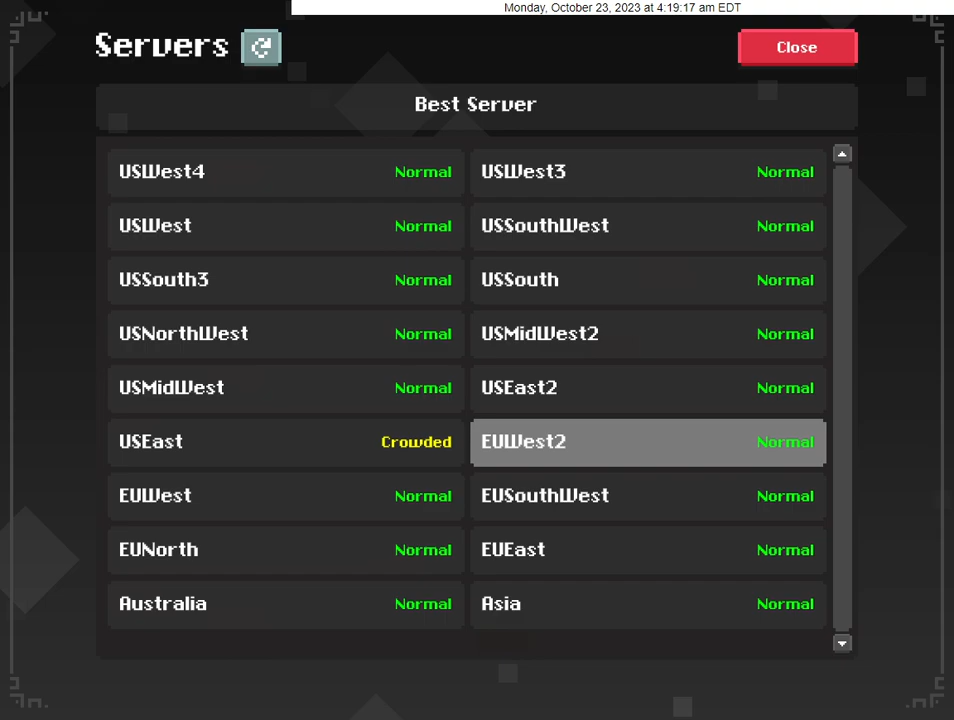 Monday, October 23, 2023 at 4:19:17 am EDT
Servers
Close
Best Server
USWest4 Normal USWest3 Normal
USWest Normal USSouthWest Normal
USSouth3 Normal USSouth Normal
USNorthWest Normal USMidWest2 Normal
USMidWest Normal USEast2 Normal
USEast Crowded EUWest2 Normal
EUWest Normal EUSouthWest Normal
EUNorth Normal EUEast Normal
Australia Normal Asia Normal